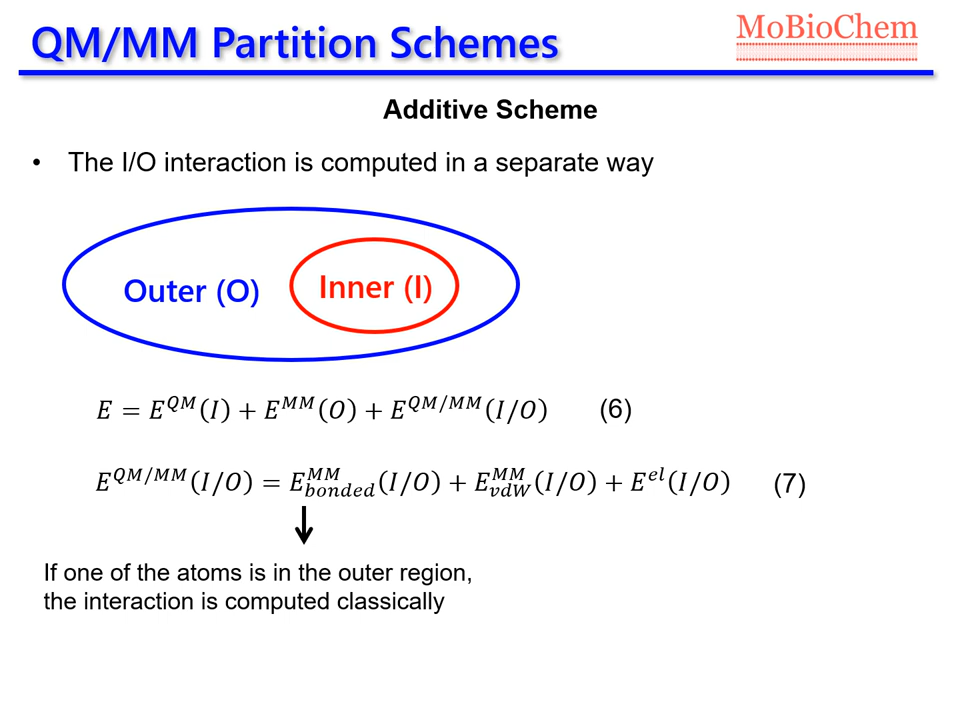 QM/MM Partition Schemes
MoBioChem
Additive Scheme
• The I/O interaction is computed in a separate way
Outer (O)
Inner (I)
E = E^{QM}(I) + E^{MM}(O) + E^{QM/MM}(I/O) (6)
E^{QM/MM}(I/O) = E^{MM}_{bonded}(I/O) + E^{MM}_{vdW}(I/O) + E^{el}(I/O) (7)
If one of the atoms is in the outer region,
the interaction is computed classically